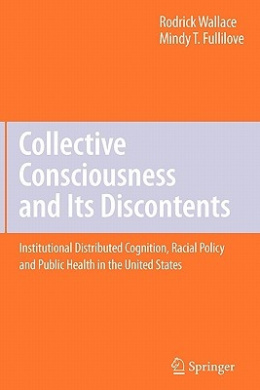 Rodrick Wallace
Mindy T. Fullilove
Collective
Consciousness
and Its Discontents
Institutional Distributed Cognition, Racial Policy
and Public Health in the United States
Springer